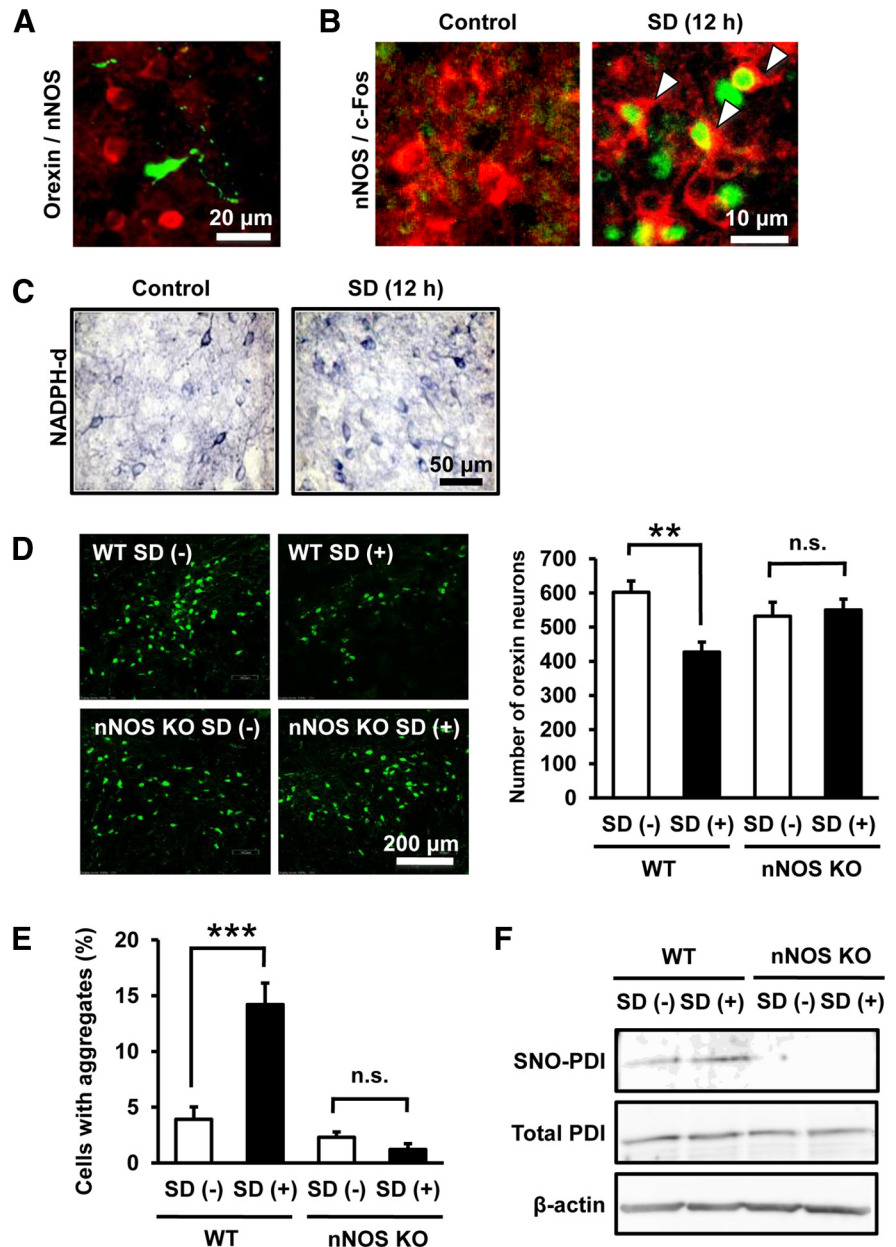 A
Orexin / nNOS
20 µm
B
Control
SD (12 h)
nNOS / c-Fos
10 µm
C
Control
SD (12 h)
NADPH-d
50 µm
D
WT SD (-)
WT SD (+)
nNOS KO SD (-)
nNOS KO SD (+)
200 µm
Number of orexin neurons
700
600
500
400
300
200
100
0
**
n.s.
SD (-) SD (+) SD (-) SD (+)
WT
nNOS KO
E
Cells with aggregates (%)
20
15
10
5
0
***
n.s.
SD (-) SD (+) SD (-) SD (+)
WT
nNOS KO
F
WT
nNOS KO
SD (-) SD (+) SD (-) SD (+)
SNO-PDI
Total PDI
β-actin